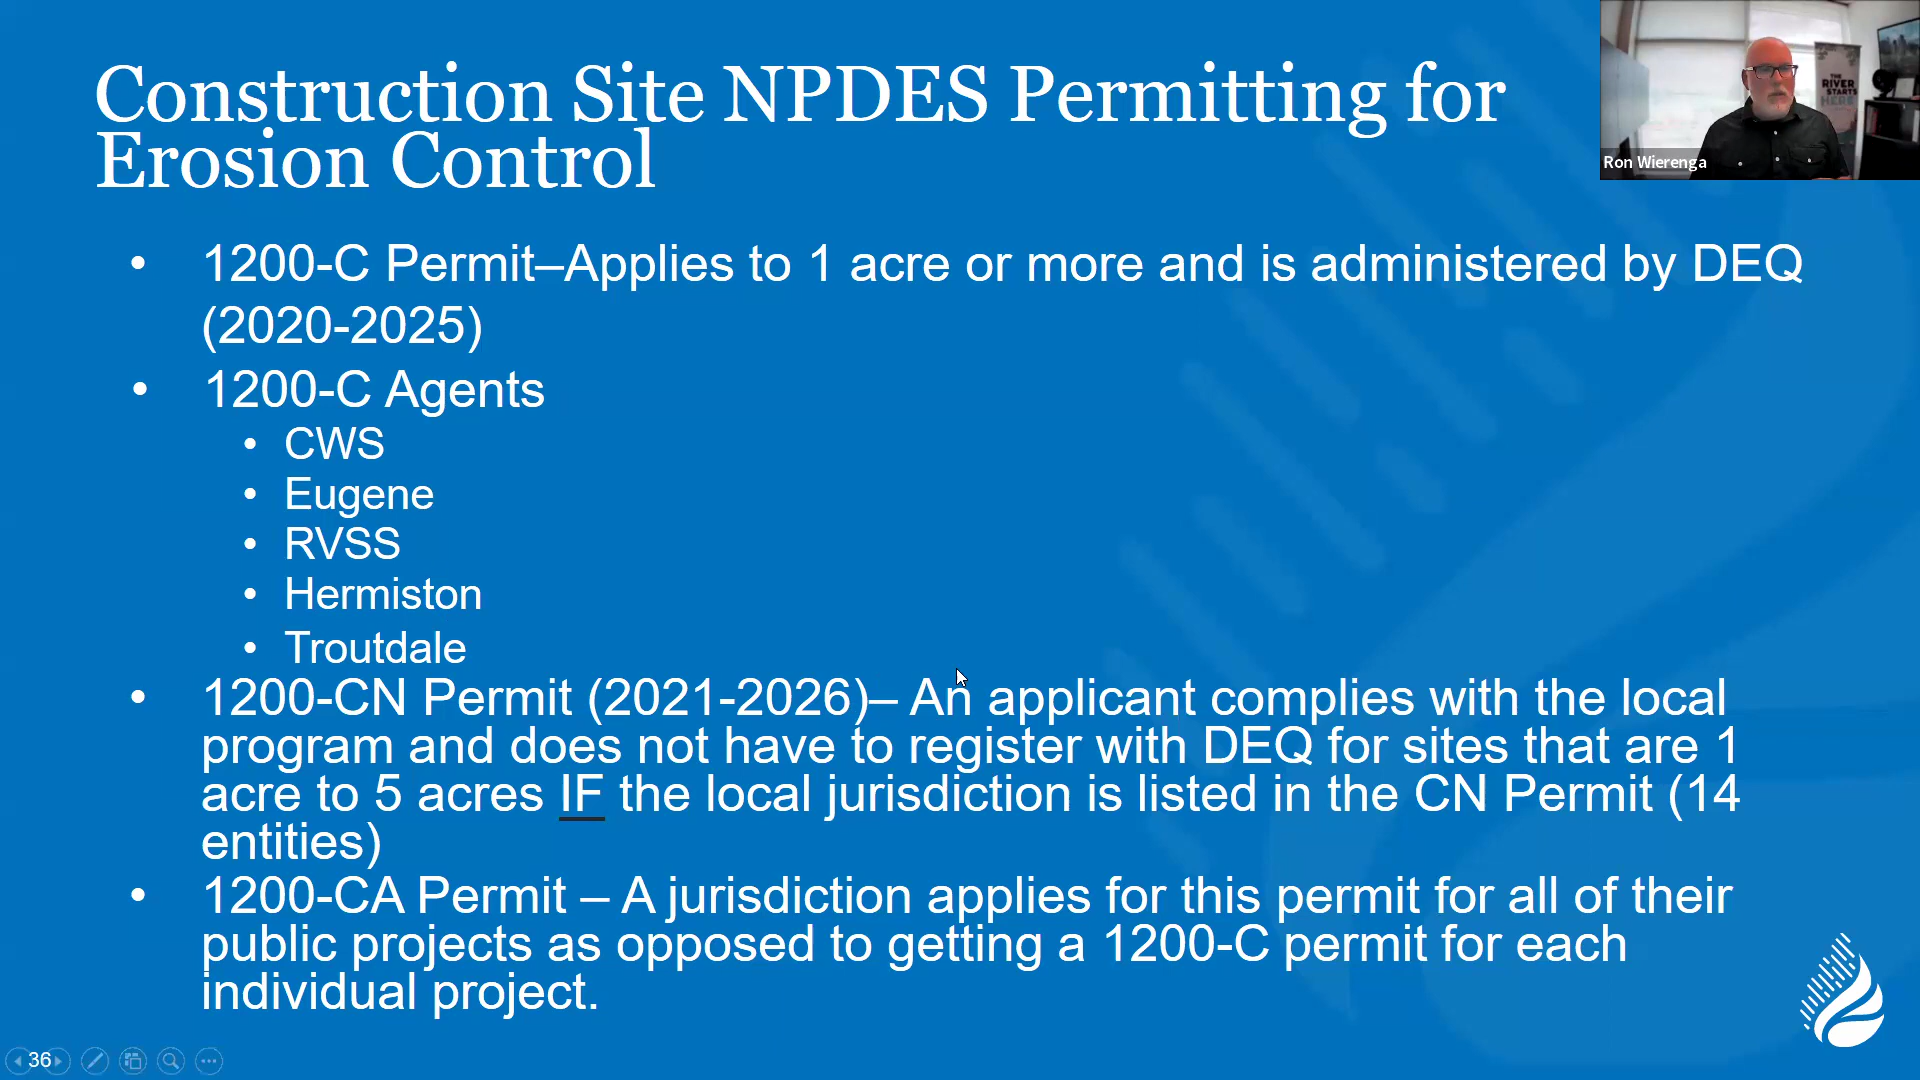 Construction Site NPDES Permitting for
Erosion Control
THE
RIVER
STARTS
HERE
Ron Wierenga
• 1200-C Permit–Applies to 1 acre or more and is administered by DEQ
(2020-2025)
• 1200-C Agents
• CWS
• Eugene
• RVSS
• Hermiston
• Troutdale
• 1200-CN Permit (2021-2026)– An applicant complies with the local
program and does not have to register with DEQ for sites that are 1
acre to 5 acres IF the local jurisdiction is listed in the CN Permit (14
entities)
• 1200-CA Permit – A jurisdiction applies for this permit for all of their
public projects as opposed to getting a 1200-C permit for each
individual project.
36